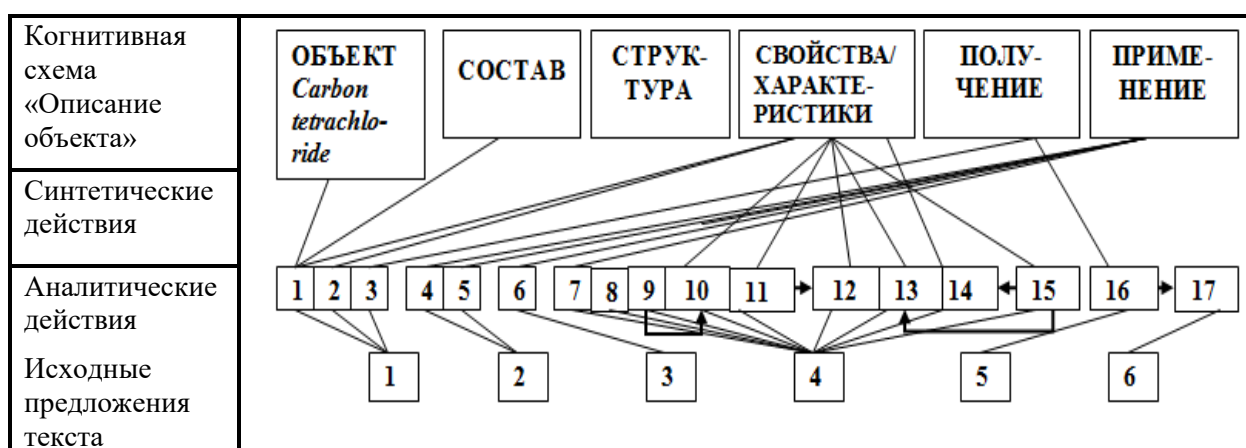 Когнитивная
схема
«Описание
объекта»
ОБЪЕКТ
Carbon
tetrachlo-
ride
СОСТАВ
СТРУК-
ТУРА
СВОЙСТВА/
ХАРАКТЕ-
РИСТИКИ
ПОЛУ-
ЧЕНИЕ
ПРИМЕ-
НЕНИЕ
Синтетические
действия
Аналитические
действия
1 2 3 4 5 6 7 8 9 10 11 12 13 14 15 16 17
Исходные
предложения
текста
1 2 3 4 5 6